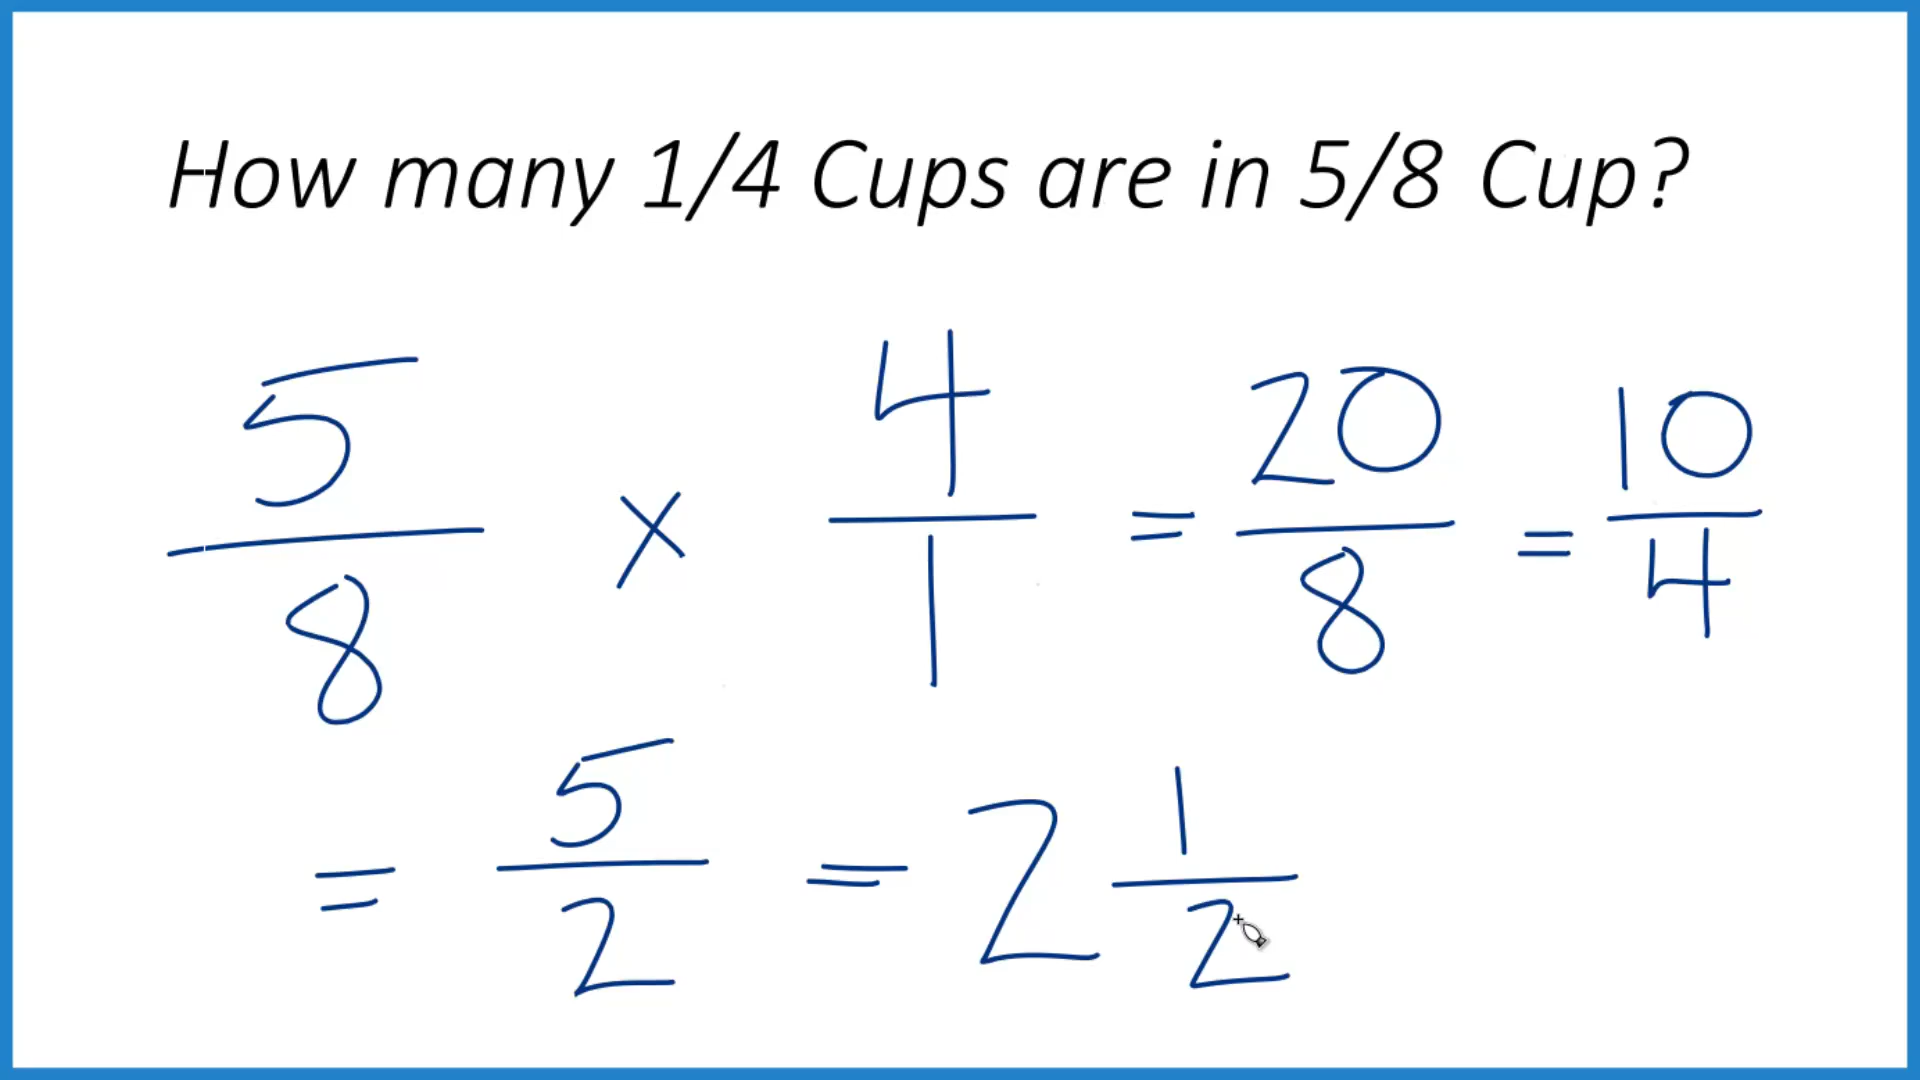 How many 1/4 Cups are in 5/8 Cup?
5/8 x 4/1 = 20/8 = 10/4
= 5/2 = 2 1/2